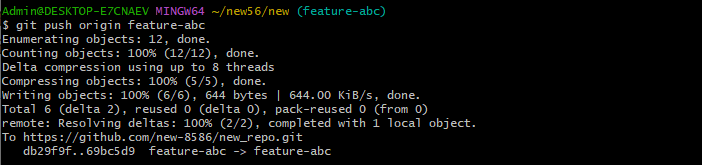 Admin@DESKTOP-E7CNAEV MINGW64 ~/new56/new (feature-abc)
$ git push origin feature-abc
Enumerating objects: 12, done.
Counting objects: 100% (12/12), done.
Delta compression using up to 8 threads
Compressing objects: 100% (5/5), done.
Writing objects: 100% (6/6), 644 bytes | 644.00 KiB/s, done.
Total 6 (delta 2), reused 0 (delta 0), pack-reused 0 (from 0)
remote: Resolving deltas: 100% (2/2), completed with 1 local object.
To https://github.com/new-8586/new_repo.git
   db29f9f..69bc5d9  feature-abc -> feature-abc